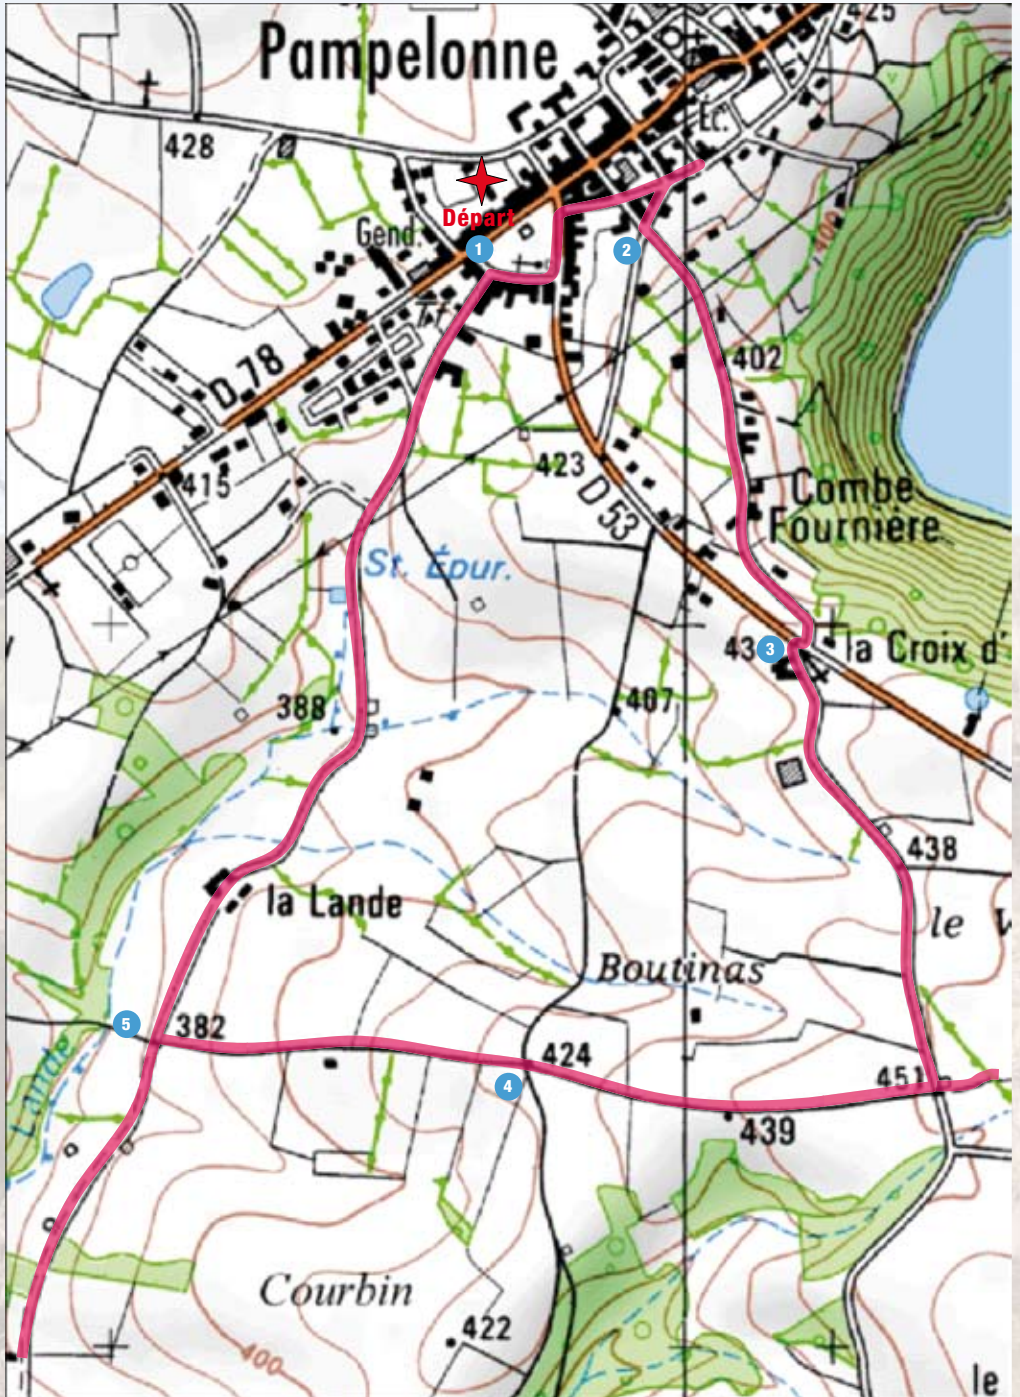 425
Pampelonne
Éc.
428
Départ
400
Gend.
1
2
402
D 78
423
415
D 53
Combe
Fournière
St. Épur.
3
la Croix d'
388
407
438
la Lande
le
Boutinas
5
382
424
451
4
Lande
439
Courbin
422
400
le